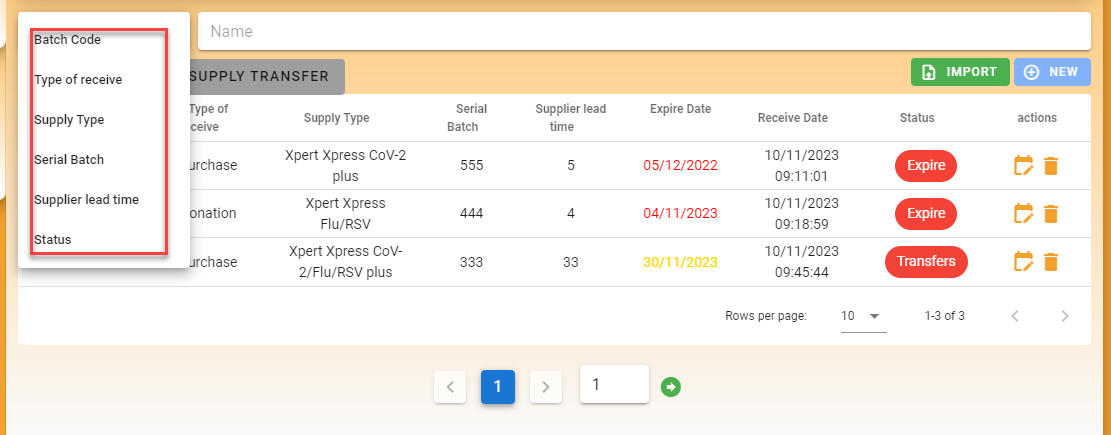 Batch Code
Type of receive
Supply Type
Serial Batch
Supplier lead time
Status
Name
SUPPLY TRANSFER
IMPORT
NEW
Type of
ceive
Supply Type
Serial
Batch
Supplier lead
time
Expire Date
Receive Date
Status
actions
urchase
Xpert Xpress CoV-2
plus
555
5
05/12/2022
10/11/2023
09:11:01
Expire
onation
Xpert Xpress
Flu/RSV
444
4
04/11/2023
10/11/2023
09:18:59
Expire
urchase
Xpert Xpress CoV-
2/Flu/RSV plus
333
33
30/11/2023
10/11/2023
09:45:44
Transfers
Rows per page:
10
1-3 of 3
1
1